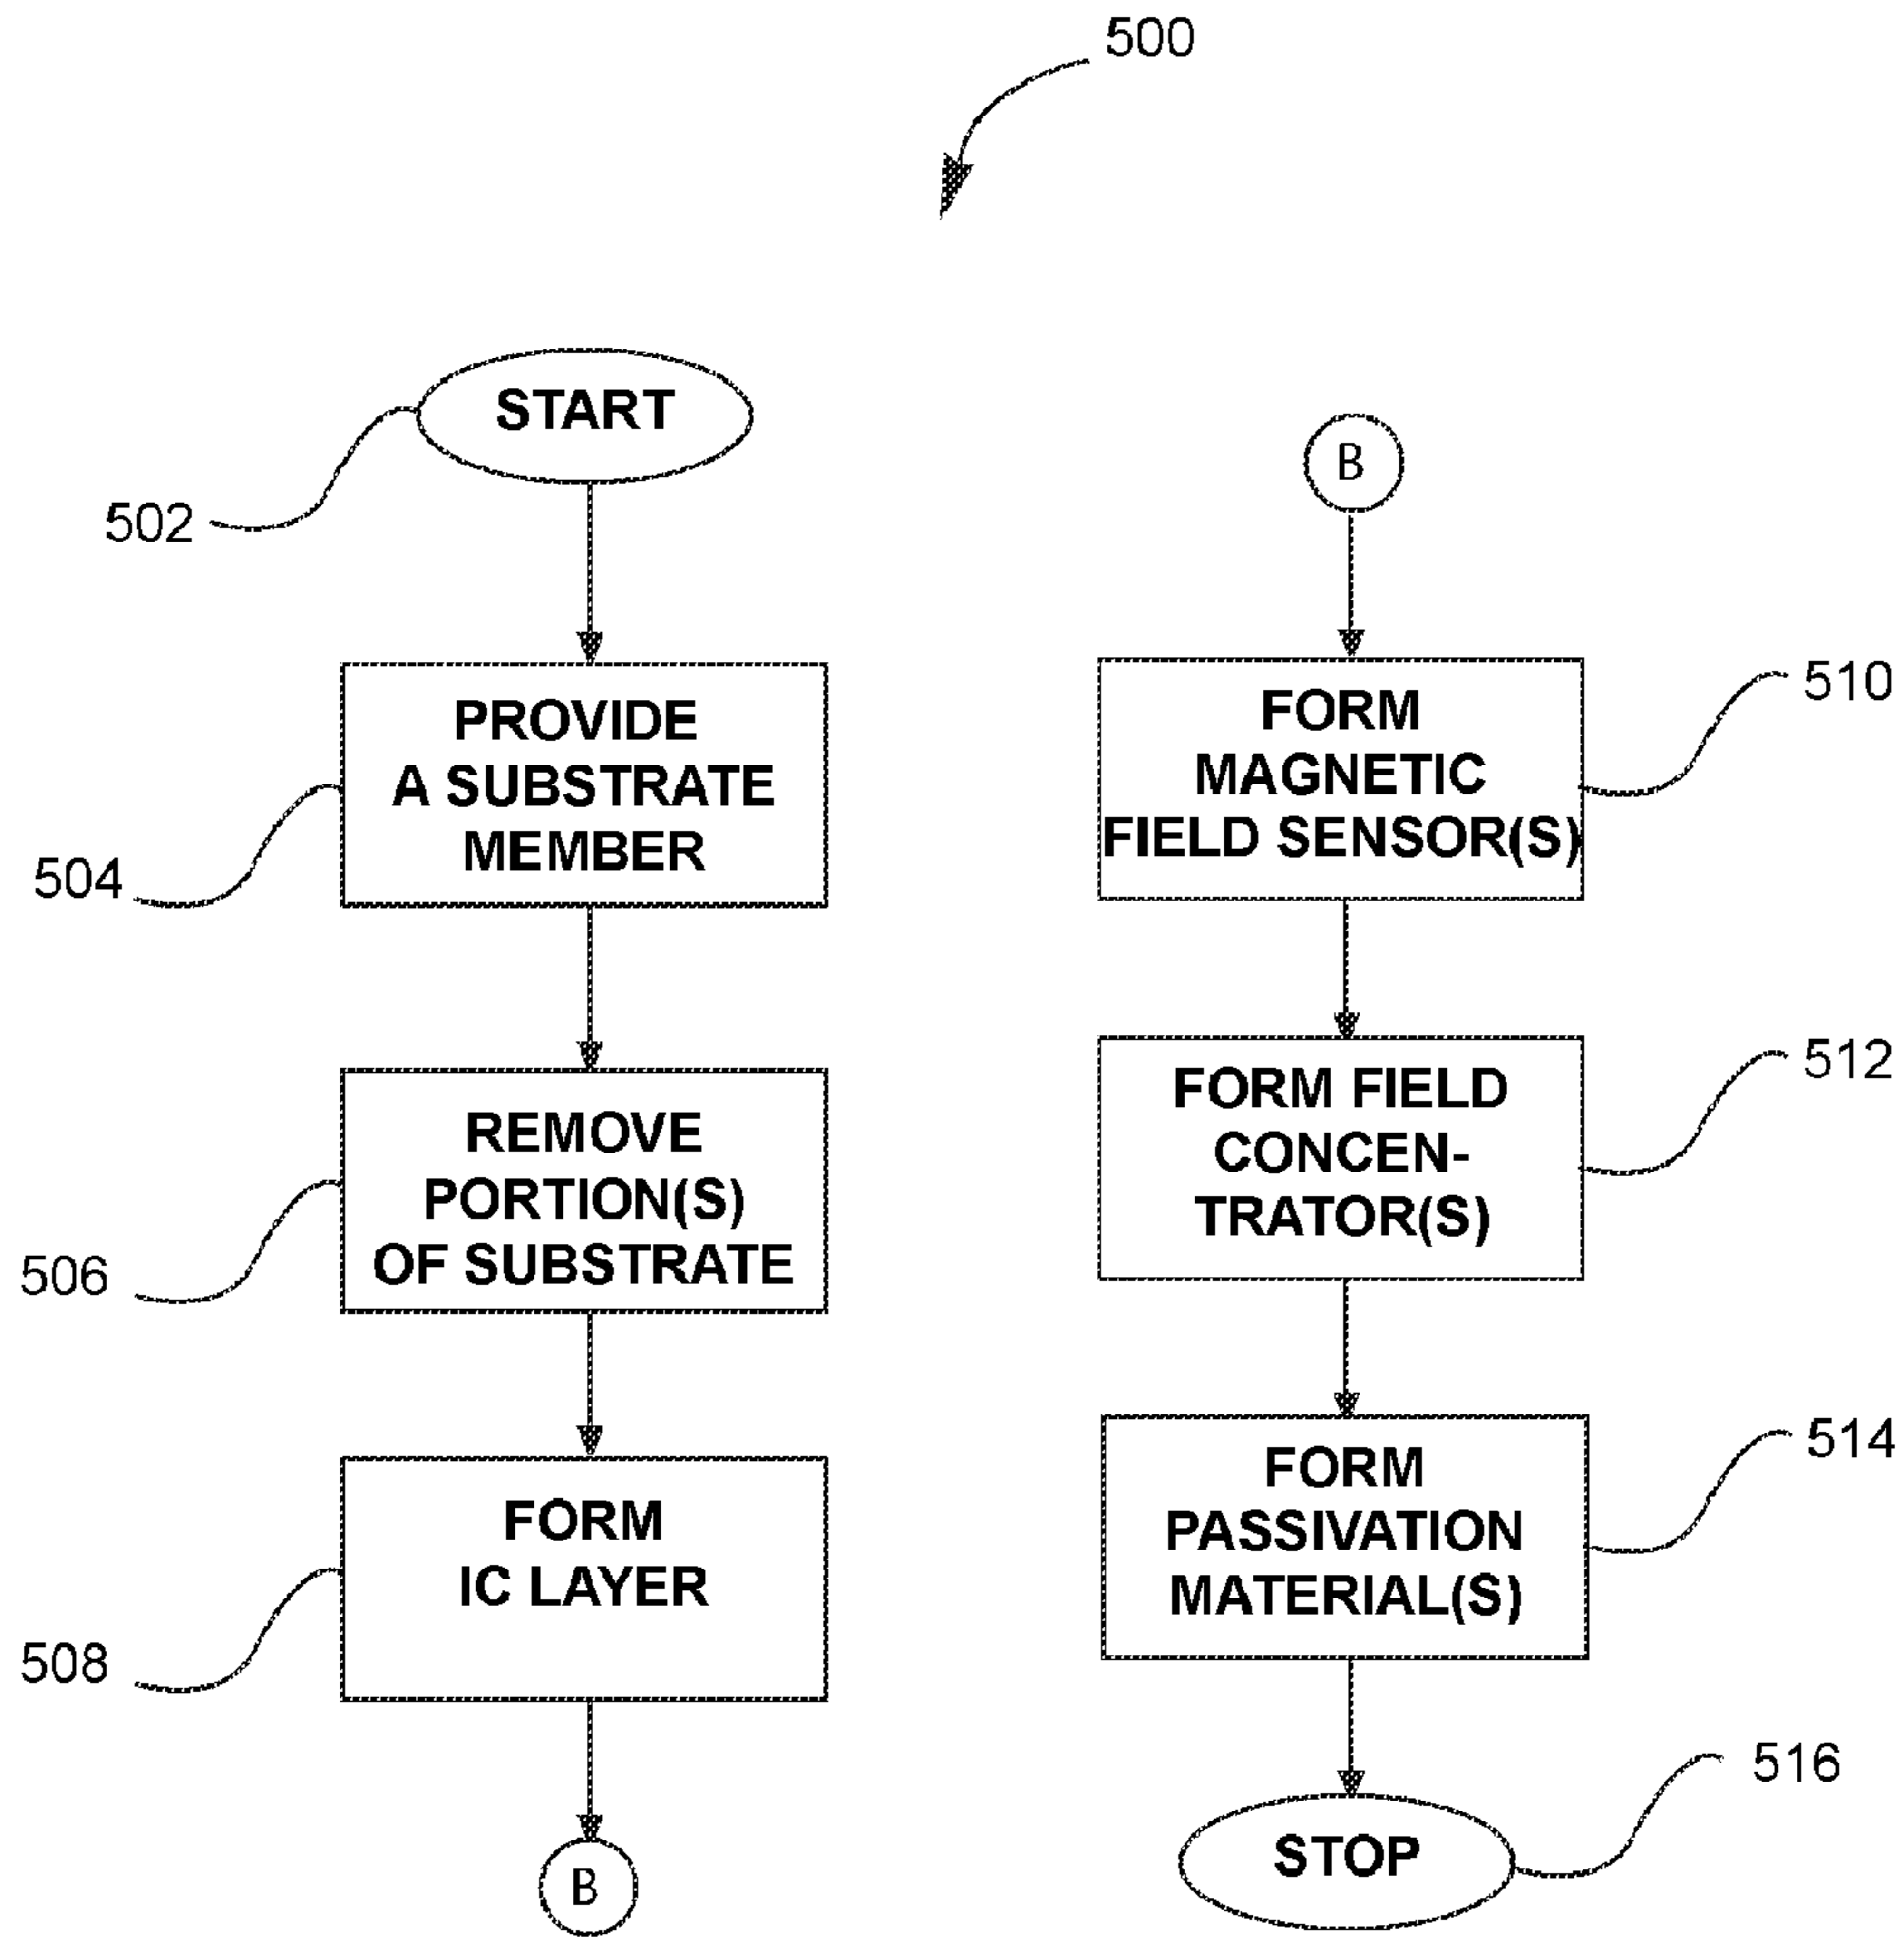 500
START
502
PROVIDE
A SUBSTRATE
MEMBER
504
REMOVE
PORTION(S)
OF SUBSTRATE
506
FORM
IC LAYER
508
B
B
FORM
MAGNETIC
FIELD SENSOR(S)
510
FORM FIELD
CONCEN-
TRATOR(S)
512
FORM
PASSIVATION
MATERIAL(S)
514
STOP
516